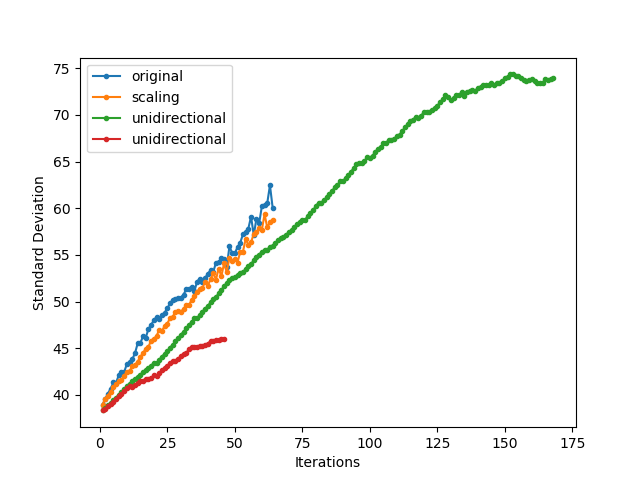 original
scaling
unidirectional
unidirectional
75
70
65
60
55
50
45
40
Standard Deviation
0 25 50 75 100 125 150 175
Iterations